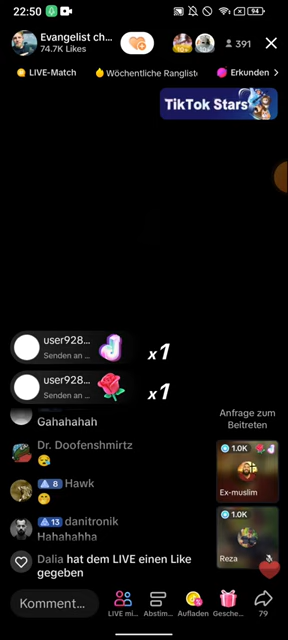 22:50
94
Evangelist ch...
74.7K Likes
391
LIVE-Match
Wöchentliche Rangliste
Erkunden
TikTok Stars
user928...
Senden an ...
x1
user928...
Senden an ...
x1
Gahahahah
Anfrage zum
Beitreten
Dr. Doofenshmirtz
8 Hawk
13 danitronik
Hahahahha
1.0K
Ex-muslim
1.0K
Reza
Dalia hat dem LIVE einen Like
gegeben
Komment...
LIVE mi...
Abstim...
Aufladen
Gesche...
79